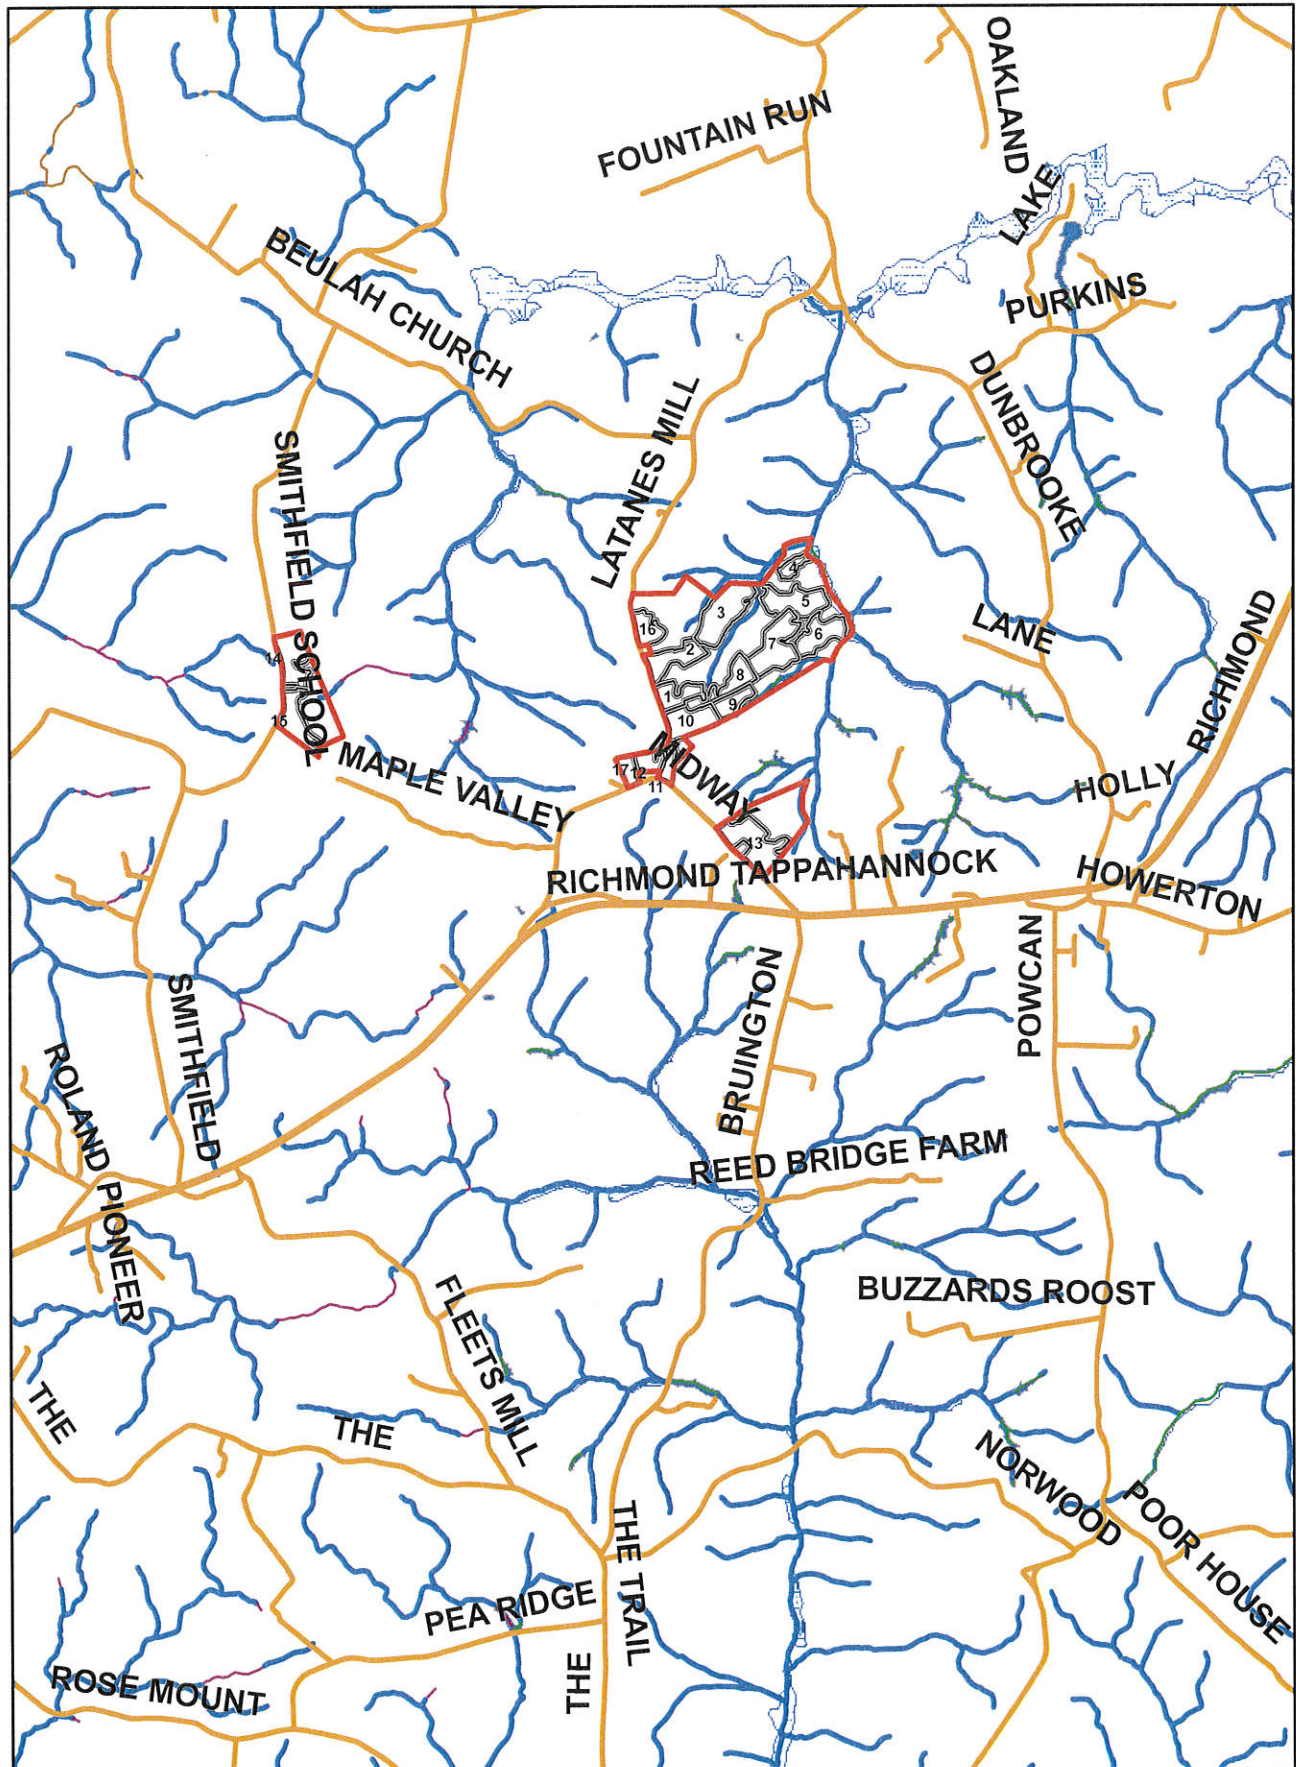 OAKLAND
FOUNTAIN RUN
LAKE
BEULAH CHURCH
PURKINS
DUNBROOKE
LATANES MILL
SMITHFIELD SCHOOL
4
5
3
16
6
7
2
8
1
9
10
LANE
RICHMOND
14
15
MIDWAY
17
12
11
MAPLE VALLEY
HOLLY
13
RICHMOND TAPPAHANNOCK
HOWERTON
POWCAN
BRUINGTON
SMITHFIELD
ROLAND
PIONEER
REED BRIDGE FARM
BUZZARDS ROOST
FLEETS MILL
THE
THE
NORWOOD
POOR HOUSE
THE TRAIL
PEA RIDGE
THE
ROSE MOUNT